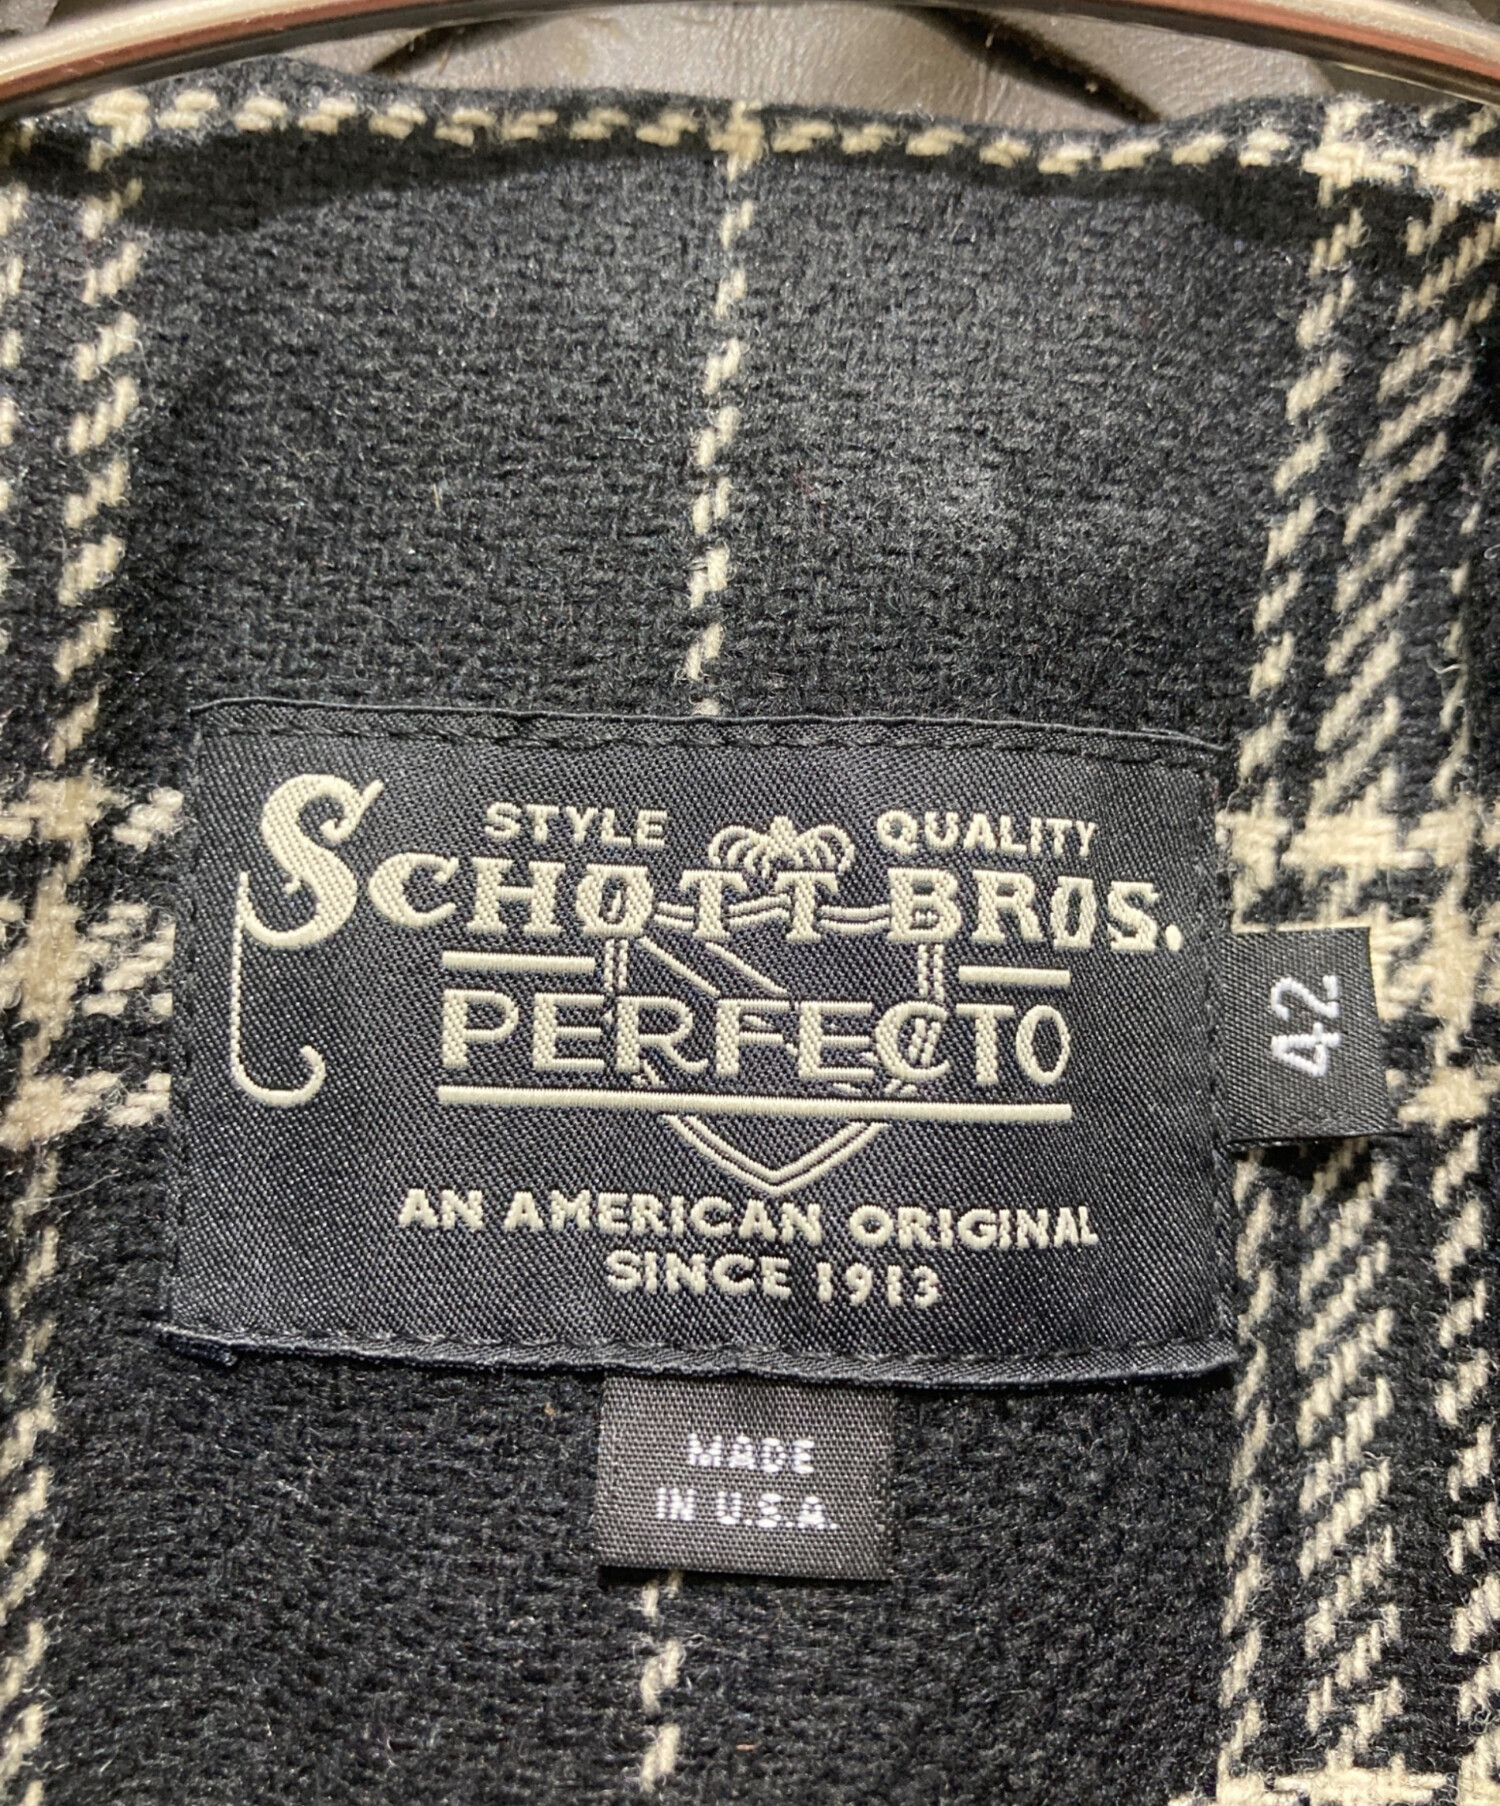 STYLE QUALITY
SCHOTT BROS.
PERFECTO
AN AMERICAN ORIGINAL
SINCE 1913
42
MADE
IN U.S.A.